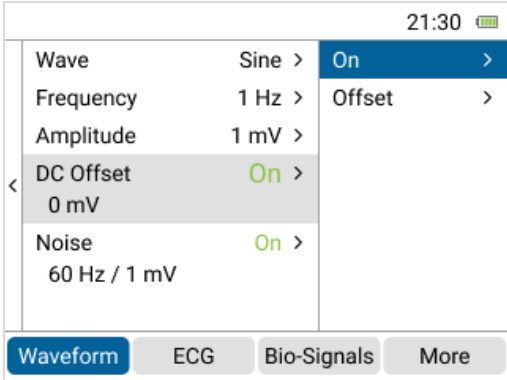 21:30
Wave Sine >
Frequency 1 Hz >
Amplitude 1 mV >
DC Offset On >
0 mV
Noise On >
60 Hz / 1 mV
<
On >
Offset >
Waveform ECG Bio-Signals More